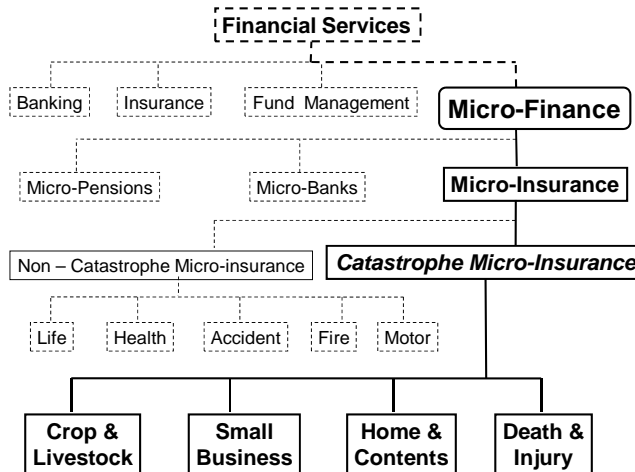 Financial Services
Banking
Insurance
Fund Management
Micro-Finance
Micro-Pensions
Micro-Banks
Micro-Insurance
Non – Catastrophe Micro-insurance
Catastrophe Micro-Insurance
Life
Health
Accident
Fire
Motor
Crop &
Livestock
Small
Business
Home &
Contents
Death &
Injury